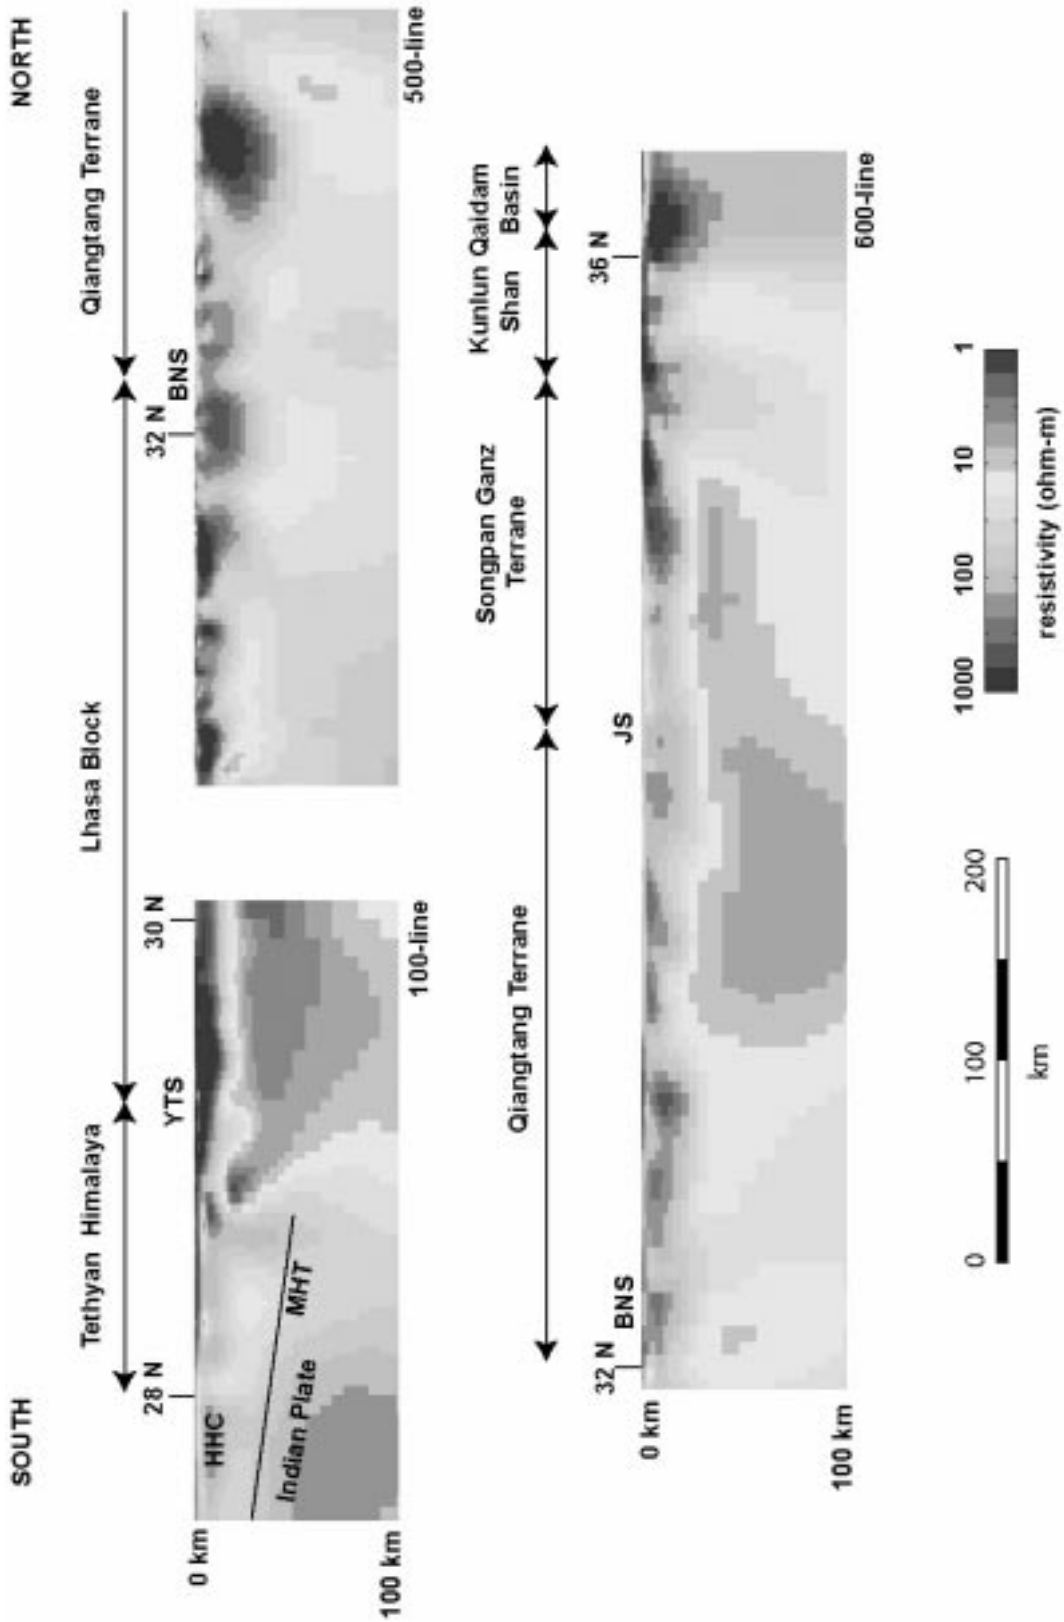 SOUTH
NORTH
Tethyan Himalaya
Lhasa Block
Qiangtang Terrane
28 N
YTS
30 N
32 N
BNS
0 km
100 km
HHC
Indian Plate
MHT
100-line
500-line
Qiangtang Terrane
Songpan Ganz
Terrane
Kunlun
Shan
Qaidam
Basin
32 N
BNS
JS
36 N
0 km
100 km
600-line
0
100
200
km
1000
100
10
1
resistivity (ohm-m)